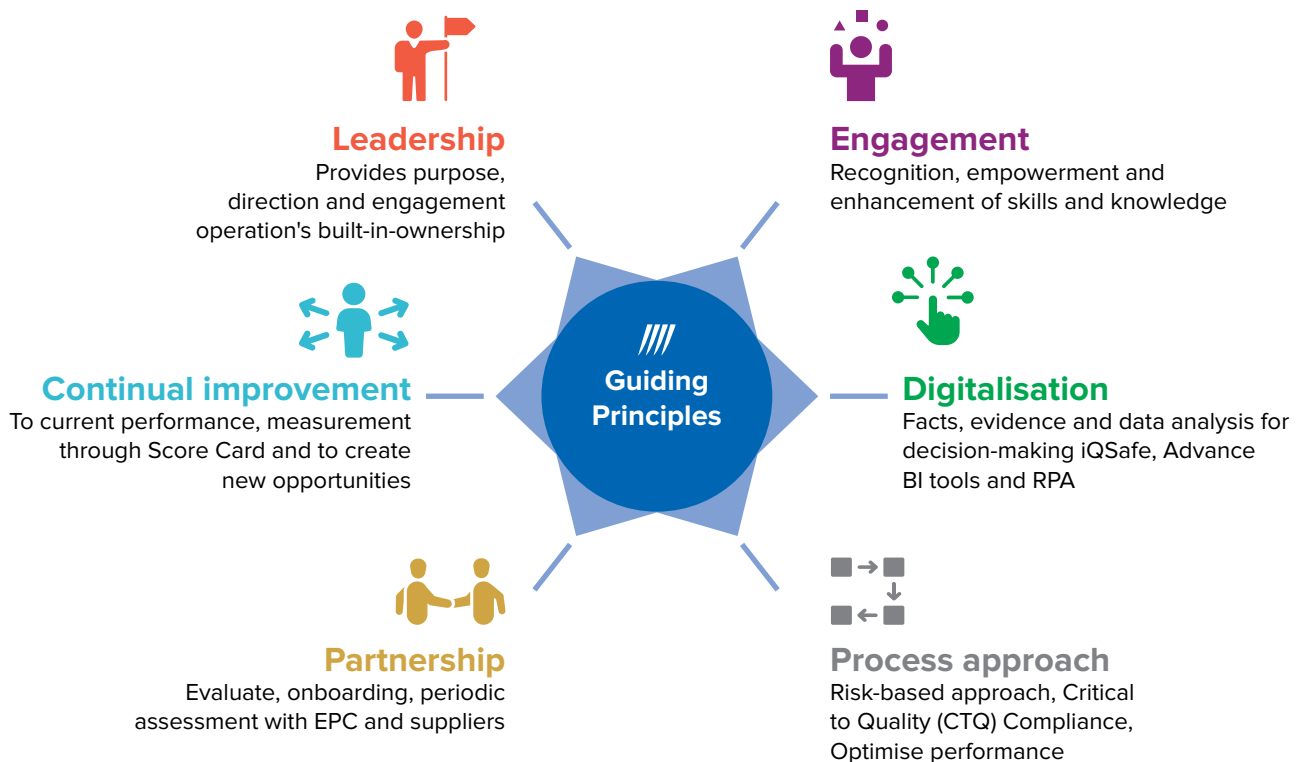 Leadership
Provides purpose,
direction and engagement
operation's built-in-ownership
Engagement
Recognition, empowerment and
enhancement of skills and knowledge
Continual improvement
To current performance, measurement
through Score Card and to create
new opportunities
Guiding
Principles
Digitalisation
Facts, evidence and data analysis for
decision-making iQSafe, Advance
BI tools and RPA
Partnership
Evaluate, onboarding, periodic
assessment with EPC and suppliers
Process approach
Risk-based approach, Critical
to Quality (CTQ) Compliance,
Optimise performance